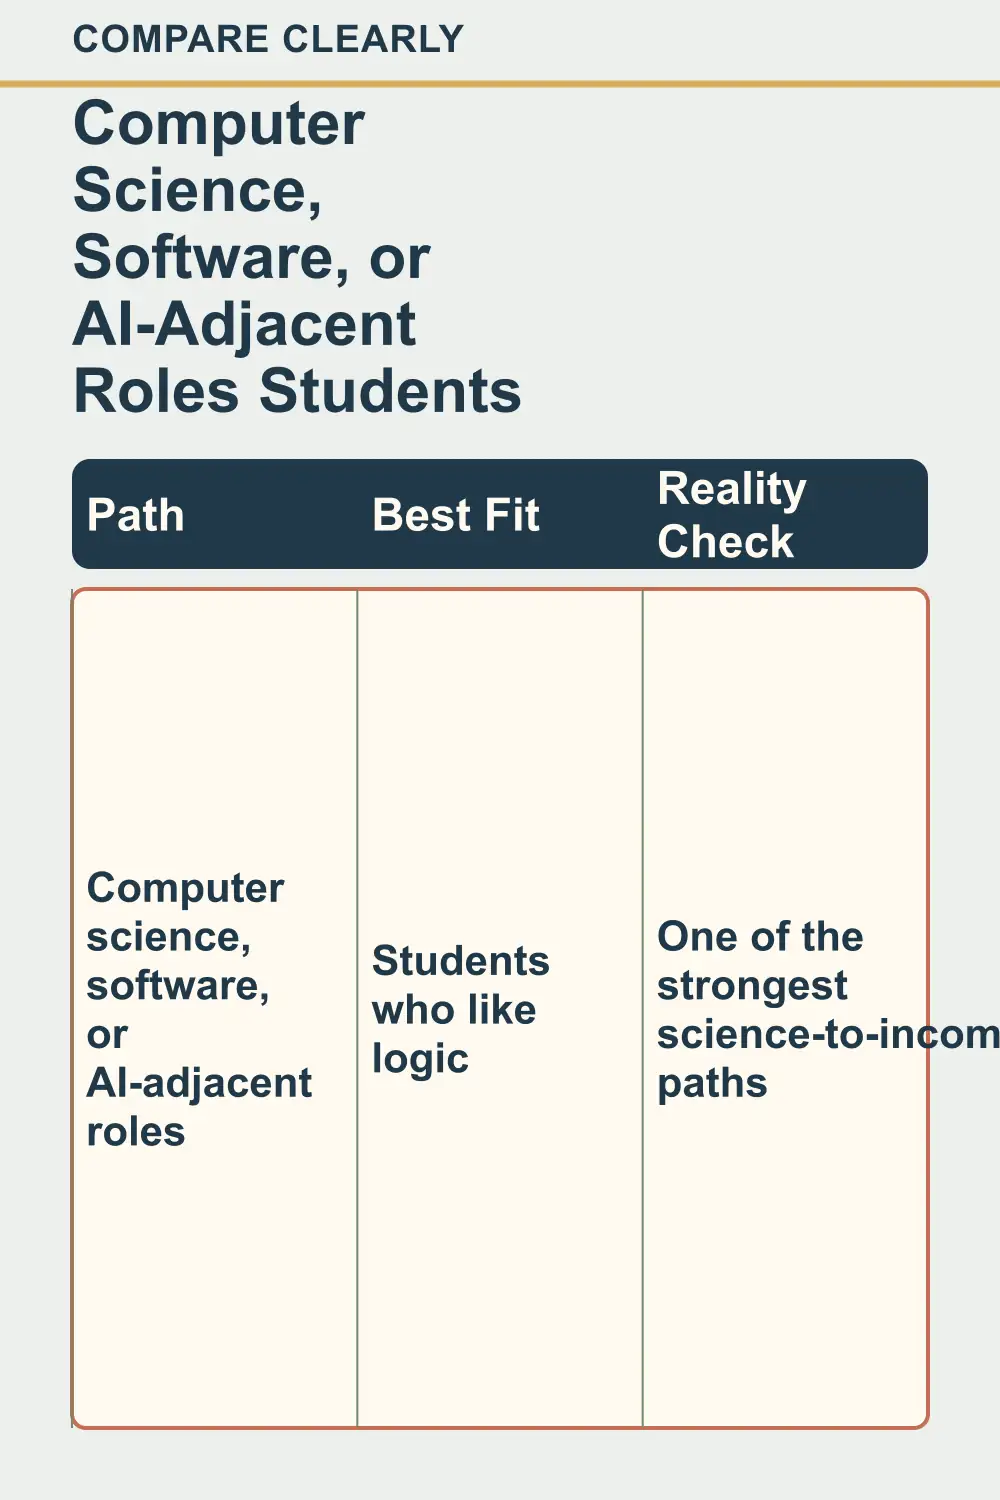 COMPARE CLEARLY
Computer
Science,
Software, or
AI-Adjacent
Roles Students
Path
Best Fit
Reality
Check
Computer
science,
software,
or
AI-adjacent
roles
Students
who like
logic
One of the
strongest
science-to-incom
paths